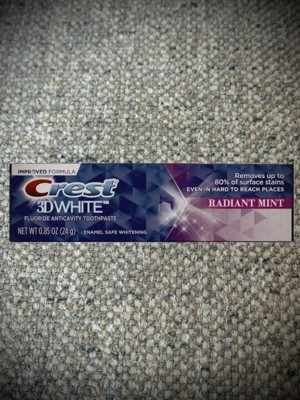 IMPROVED FORMULA
Crest
3D WHITE™
FLUORIDE ANTICAVITY TOOTHPASTE
NET WT 0.85 OZ (24 g)
ENAMEL SAFE WHITENING
Removes up to
80% of surface stains
EVEN IN HARD TO REACH PLACES
RADIANT MINT